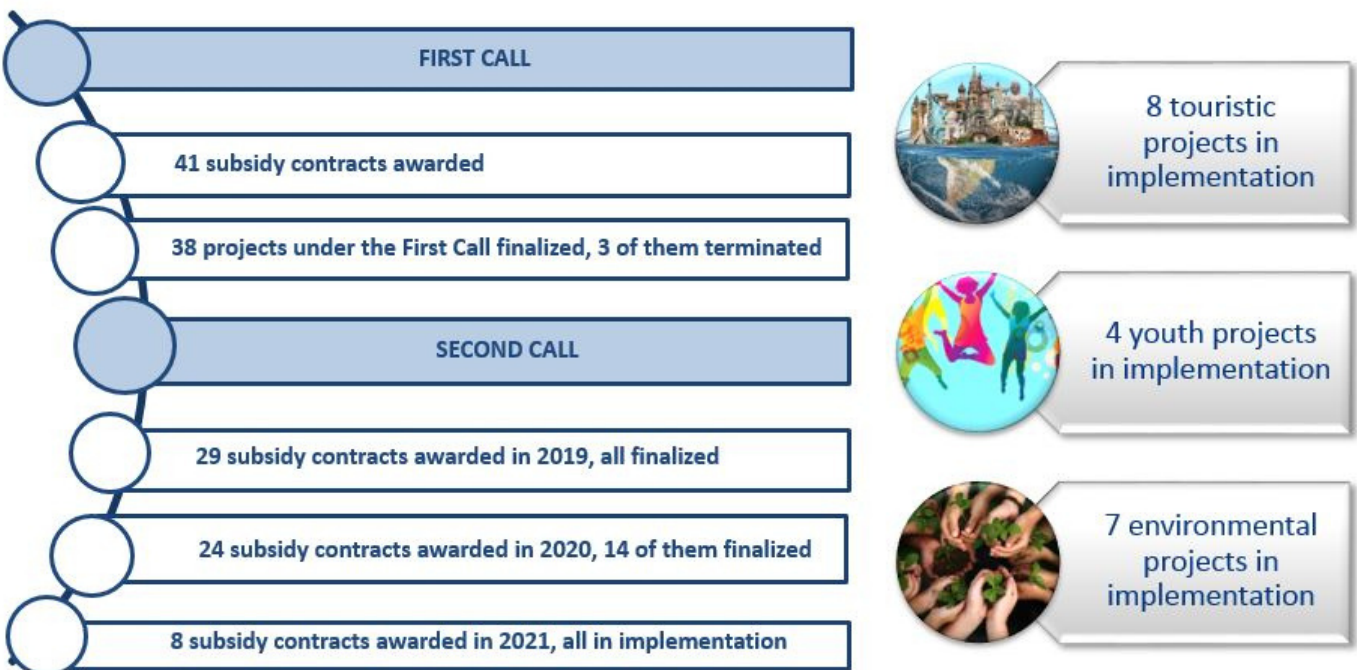 FIRST CALL
41 subsidy contracts awarded
38 projects under the First Call finalized, 3 of them terminated
SECOND CALL
29 subsidy contracts awarded in 2019, all finalized
24 subsidy contracts awarded in 2020, 14 of them finalized
8 subsidy contracts awarded in 2021, all in implementation
8 touristic
projects in
implementation
4 youth projects
in implementation
7 environmental
projects in
implementation